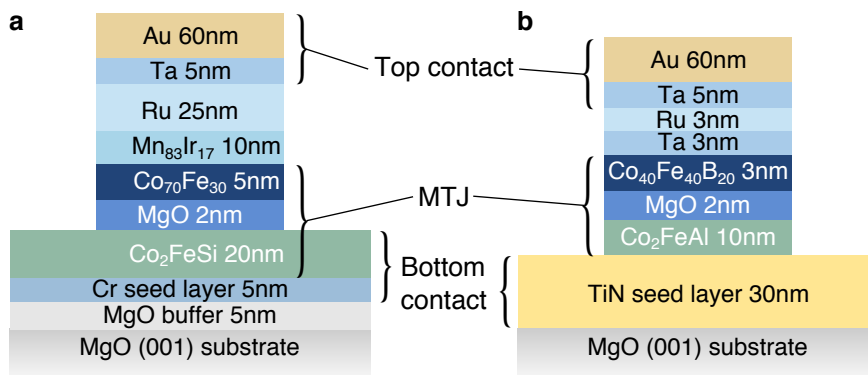 a
Au 60nm
Ta 5nm
Ru 25nm
Mn₈₃Ir₁₇ 10nm
Co₇₀Fe₃₀ 5nm
MgO 2nm
Co₂FeSi 20nm
Cr seed layer 5nm
MgO buffer 5nm
MgO (001) substrate
Top contact
MTJ
Bottom
contact
b
Au 60nm
Ta 5nm
Ru 3nm
Ta 3nm
Co₄₀Fe₄₀B₂₀ 3nm
MgO 2nm
Co₂FeAl 10nm
TiN seed layer 30nm
MgO (001) substrate